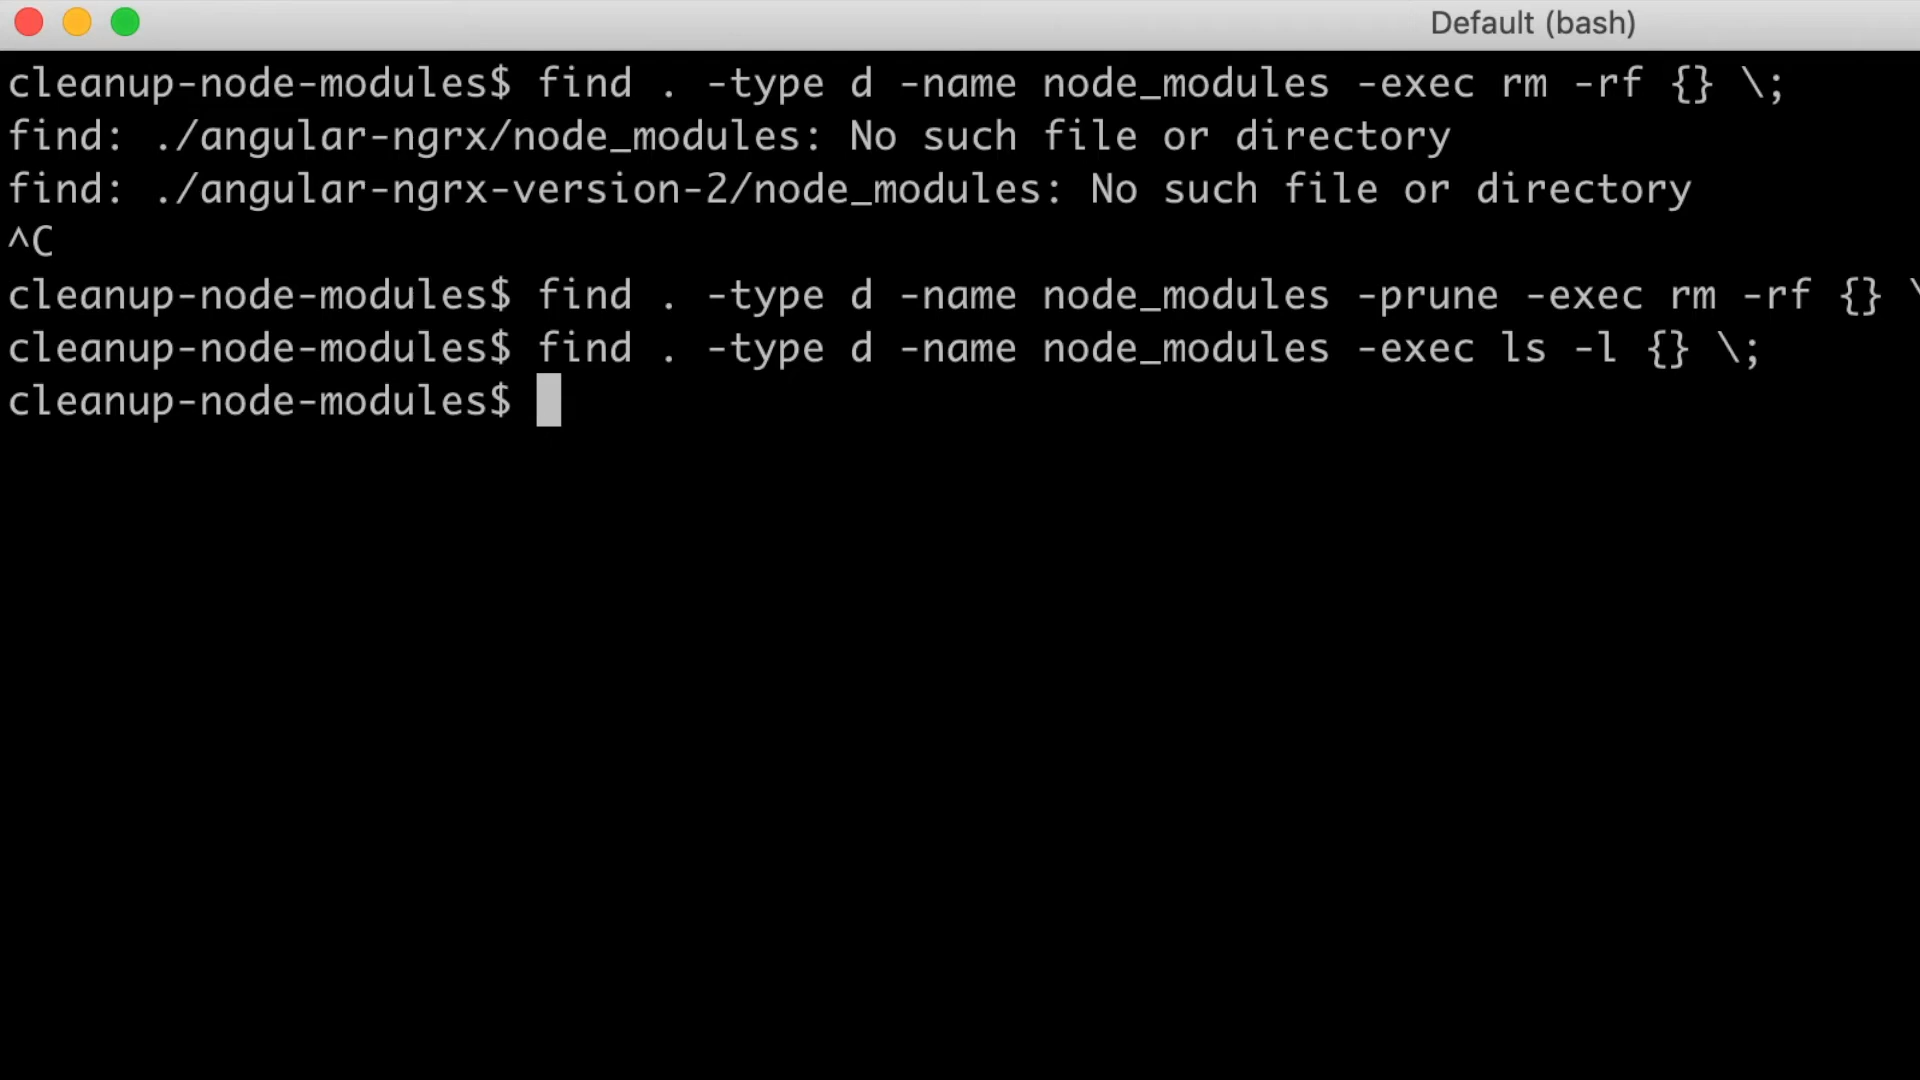 Default (bash)
cleanup-node-modules$ find . -type d -name node_modules -exec rm -rf {} \;
find: ./angular-ngrx/node_modules: No such file or directory
find: ./angular-ngrx-version-2/node_modules: No such file or directory
^C
cleanup-node-modules$ find . -type d -name node_modules -prune -exec rm -rf {} \
cleanup-node-modules$ find . -type d -name node_modules -exec ls -l {} \;
cleanup-node-modules$